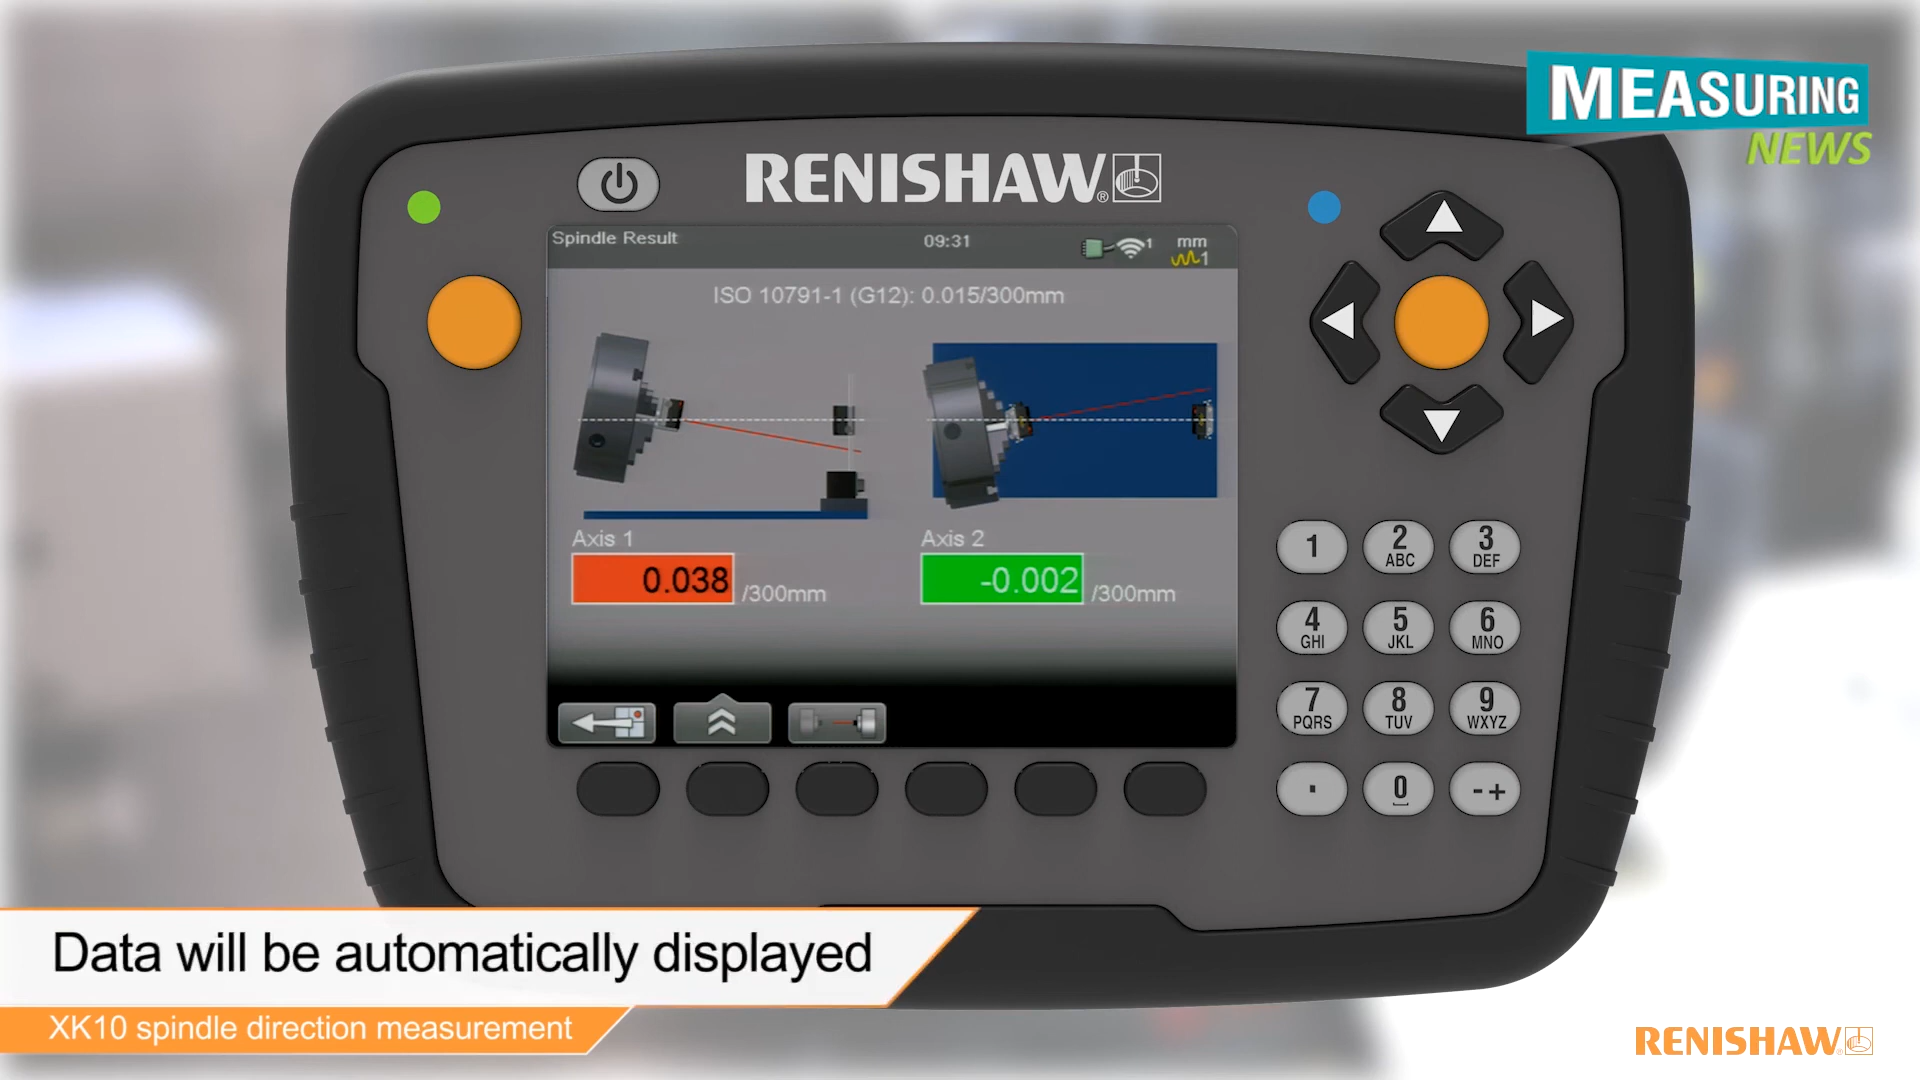 MEASURING
NEWS
RENISHAW®
Spindle Result
09:31
1
mm
1
ISO 10791-1 (G12): 0.015/300mm
Axis 1
0.038 /300mm
Axis 2
-0.002 /300mm
1
2 ABC
3 DEF
4 GHI
5 JKL
6 MNO
7 PQRS
8 TUV
9 WXYZ
.
0
-+
Data will be automatically displayed
XK10 spindle direction measurement
RENISHAW